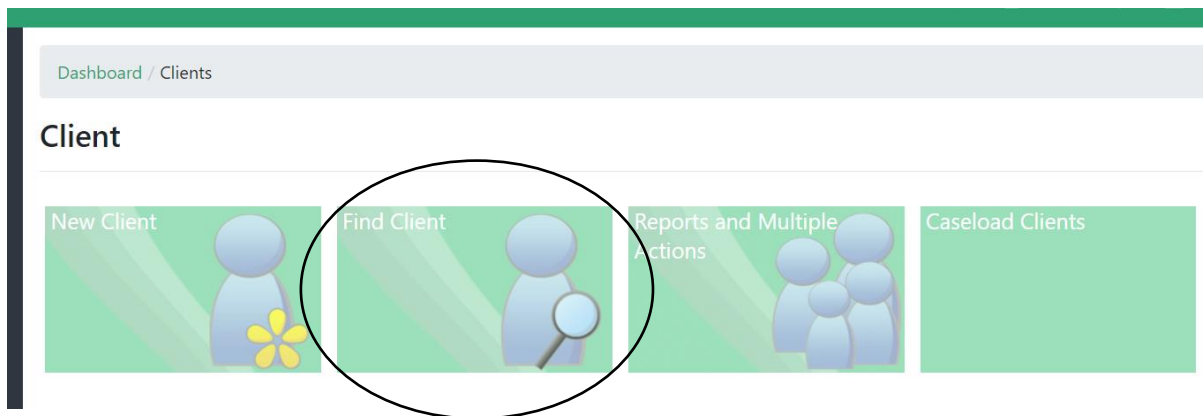 Dashboard / Clients
Client
New Client
Find Client
Reports and Multiple
Actions
Caseload Clients